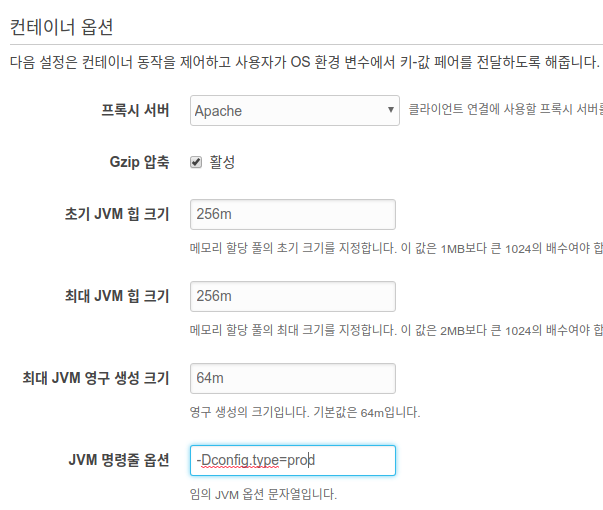 컨테이너 옵션
다음 설정은 컨테이너 동작을 제어하고 사용자가 OS 환경 변수에서 키-값 페어를 전달하도록 해줍니다.
프록시 서버 Apache 클라이언트 연결에 사용할 프록시 서버를
Gzip 압축 활성
초기 JVM 힙 크기 256m
메모리 할당 풀의 초기 크기를 지정합니다. 이 값은 1MB보다 큰 1024의 배수여야 합
최대 JVM 힙 크기 256m
메모리 할당 풀의 최대 크기를 지정합니다. 이 값은 2MB보다 큰 1024의 배수여야 합
최대 JVM 영구 생성 크기 64m
영구 생성의 크기입니다. 기본값은 64m입니다.
JVM 명령줄 옵션 -Dconfig.type=prod
임의 JVM 옵션 문자열입니다.